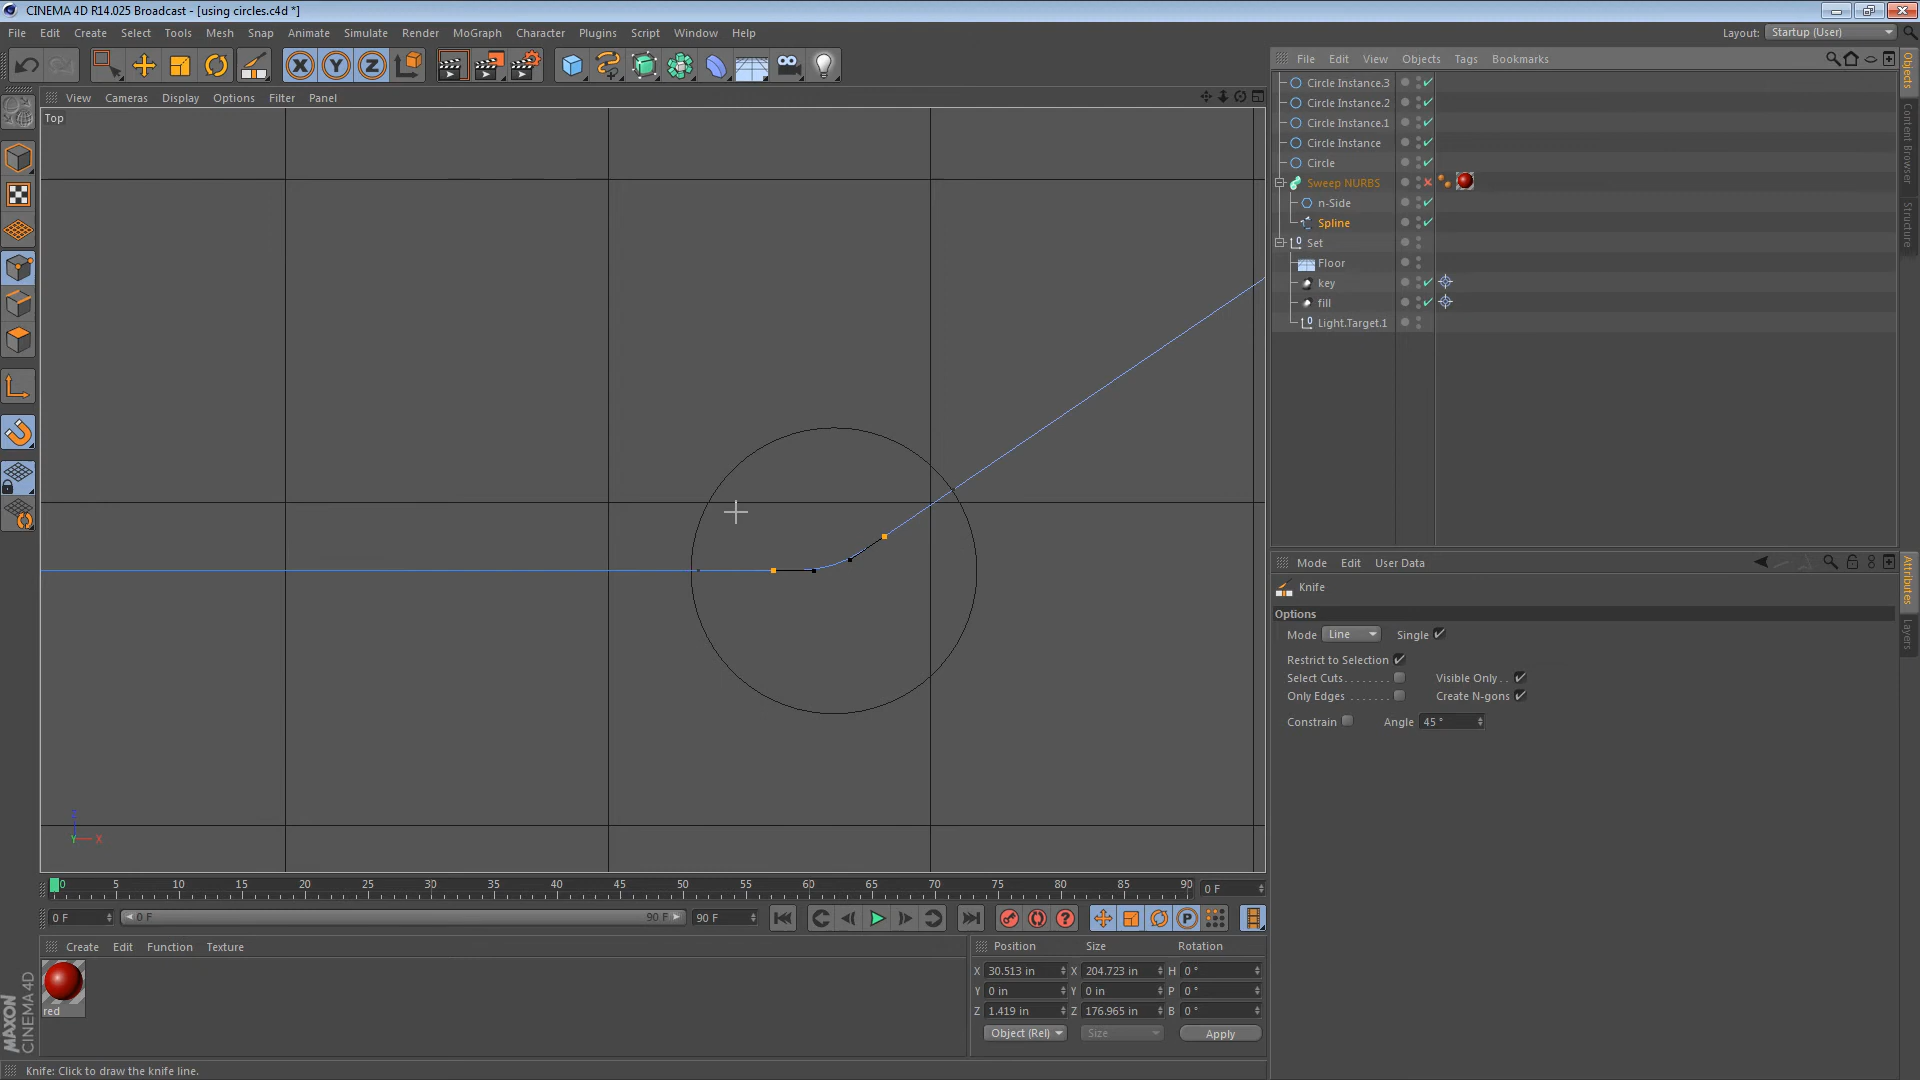 CINEMA 4D R14.025 Broadcast - [using circles.c4d *]
File Edit Create Select Tools Mesh Snap Animate Simulate Render MoGraph Character Plugins Script Window Help
Layout: Startup (User)
View Cameras Display Options Filter Panel
Top
Y X
File Edit View Objects Tags Bookmarks
Circle Instance.3
Circle Instance.2
Circle Instance.1
Circle Instance
Circle
Sweep NURBS
n-Side
Spline
Set
Floor
key
fill
Light.Target.1
Objects
Content Browser
Structure
Mode Edit User Data
Knife
Options
Mode Line Single
Restrict to Selection
Select Cuts Visible Only
Only Edges Create N-gons
Constrain Angle 45 °
Attributes
Layers
0 5 10 15 20 25 30 35 40 45 50 55 60 65 70 75 80 85 90 0 F
0 F 0 F 90 F 90 F
Create Edit Function Texture
red
Position Size Rotation
X 30.513 in X 204.723 in H 0 °
Y 0 in Y 0 in P 0 °
Z 1.419 in Z 176.965 in B 0 °
Object (Rel) Size Apply
MAXON
CINEMA 4D
Knife: Click to draw the knife line.